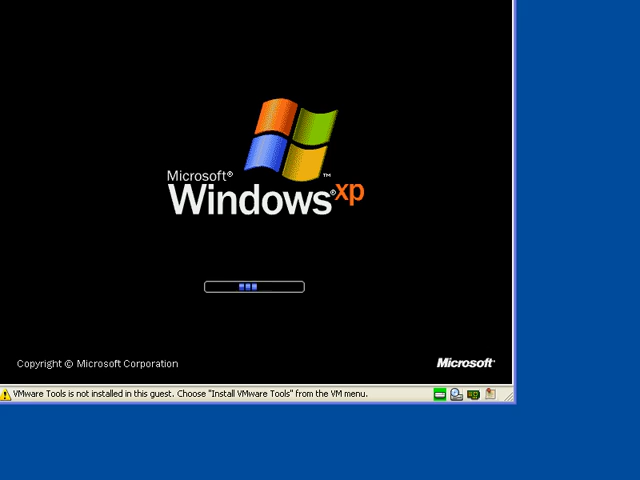 Microsoft®
Windows® xp ™
Copyright © Microsoft Corporation
Microsoft®
VMware Tools is not installed in this guest. Choose "Install VMware Tools" from the VM menu.